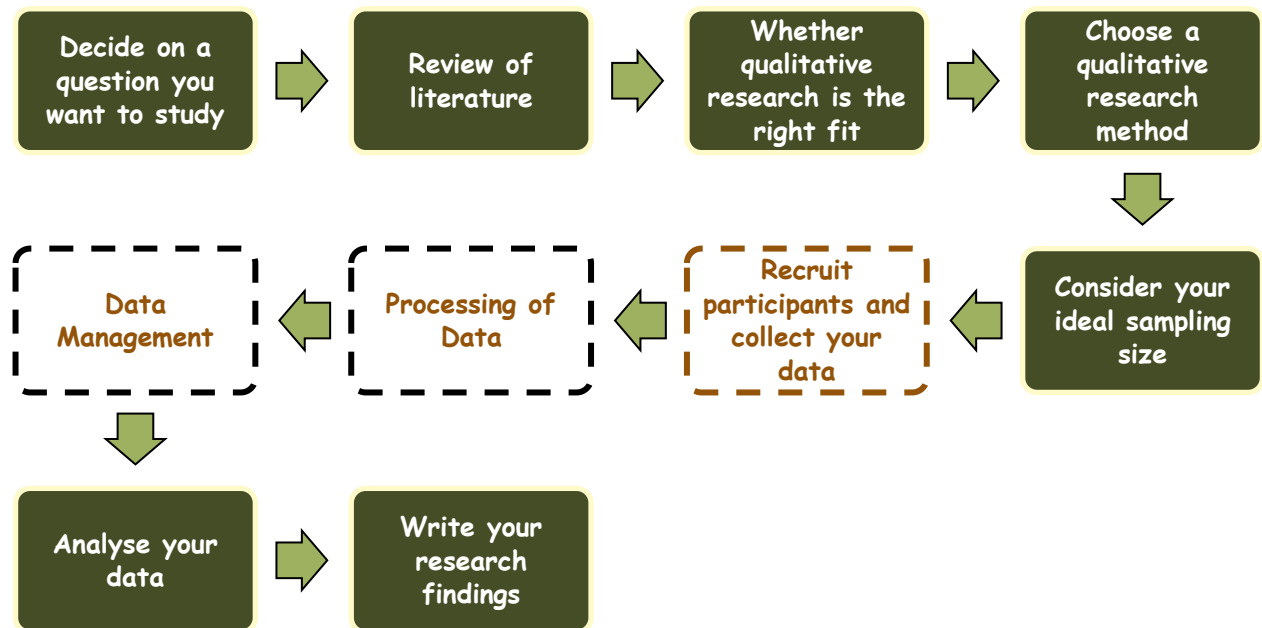 Decide on a
question you
want to study
Review of
literature
Whether
qualitative
research is the
right fit
Choose a
qualitative
research
method
Consider your
ideal sampling
size
Recruit
participants and
collect your
data
Processing of
Data
Data
Management
Analyse your
data
Write your
research
findings